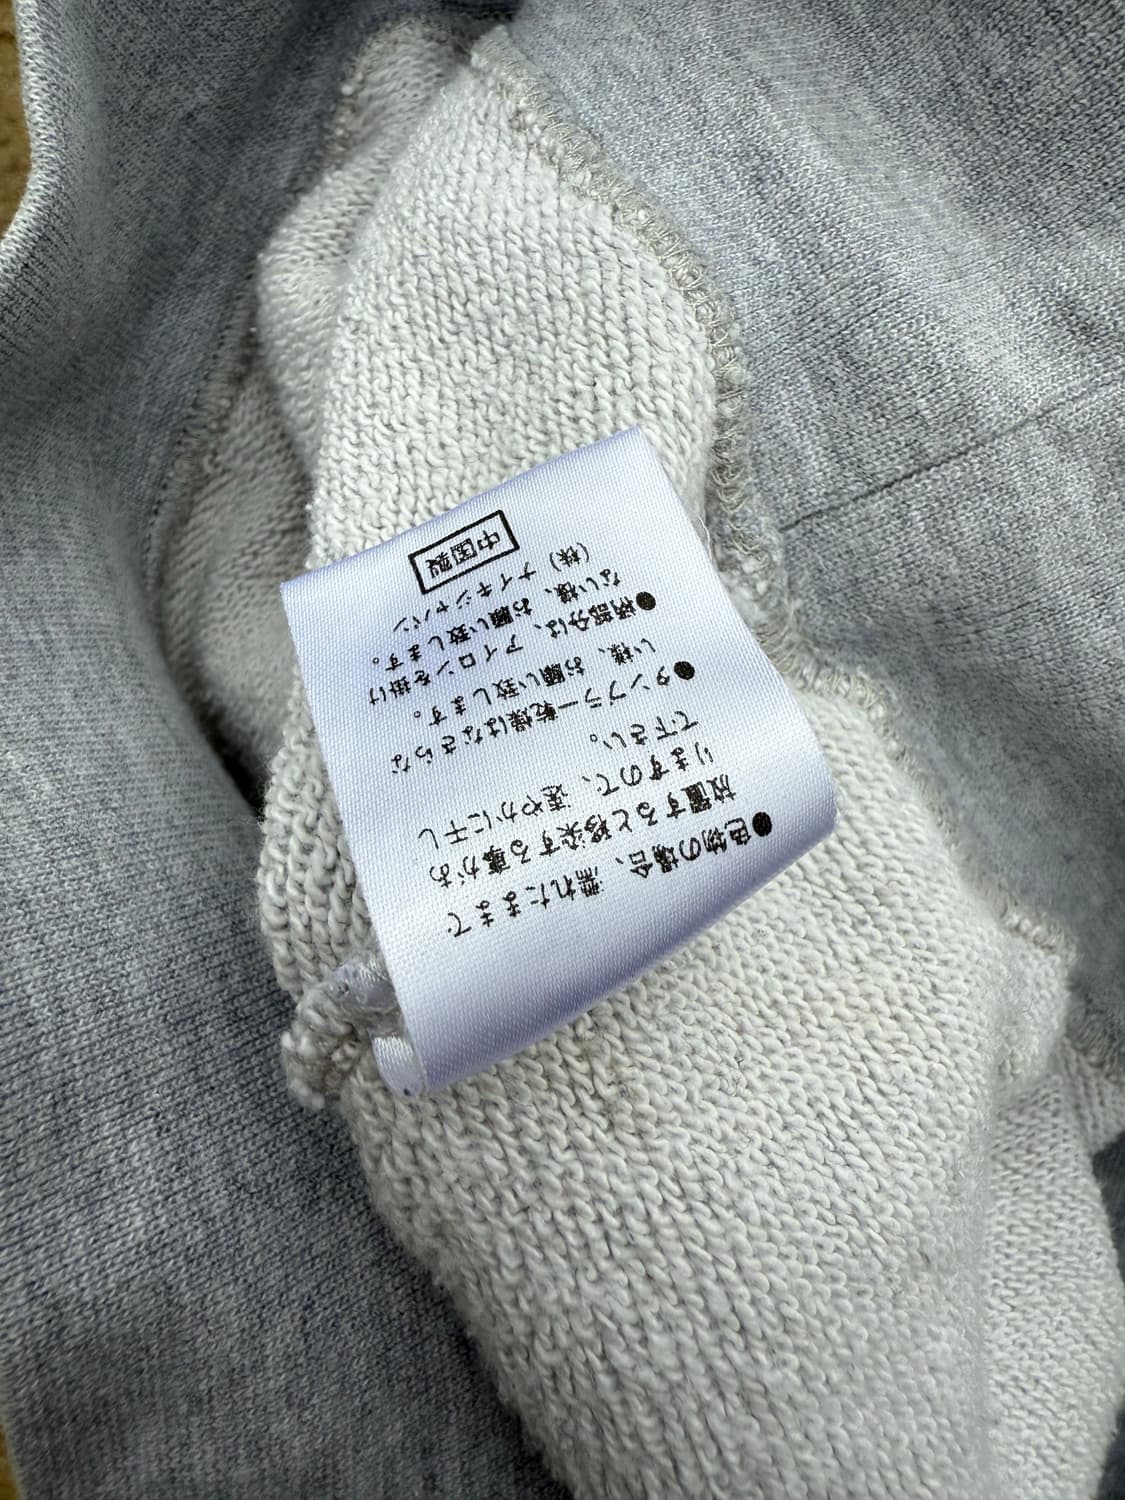 ●色物の場合、濡れたままで
放置すると移染する事があ
りますので、速やかに干し
て下さい。
●タンブラー乾燥はなさらな
い様、お願い致します。
●柄部分は、アイロンを掛け
ない様、お願い致します。
(株)ナイキジャパン
中国製